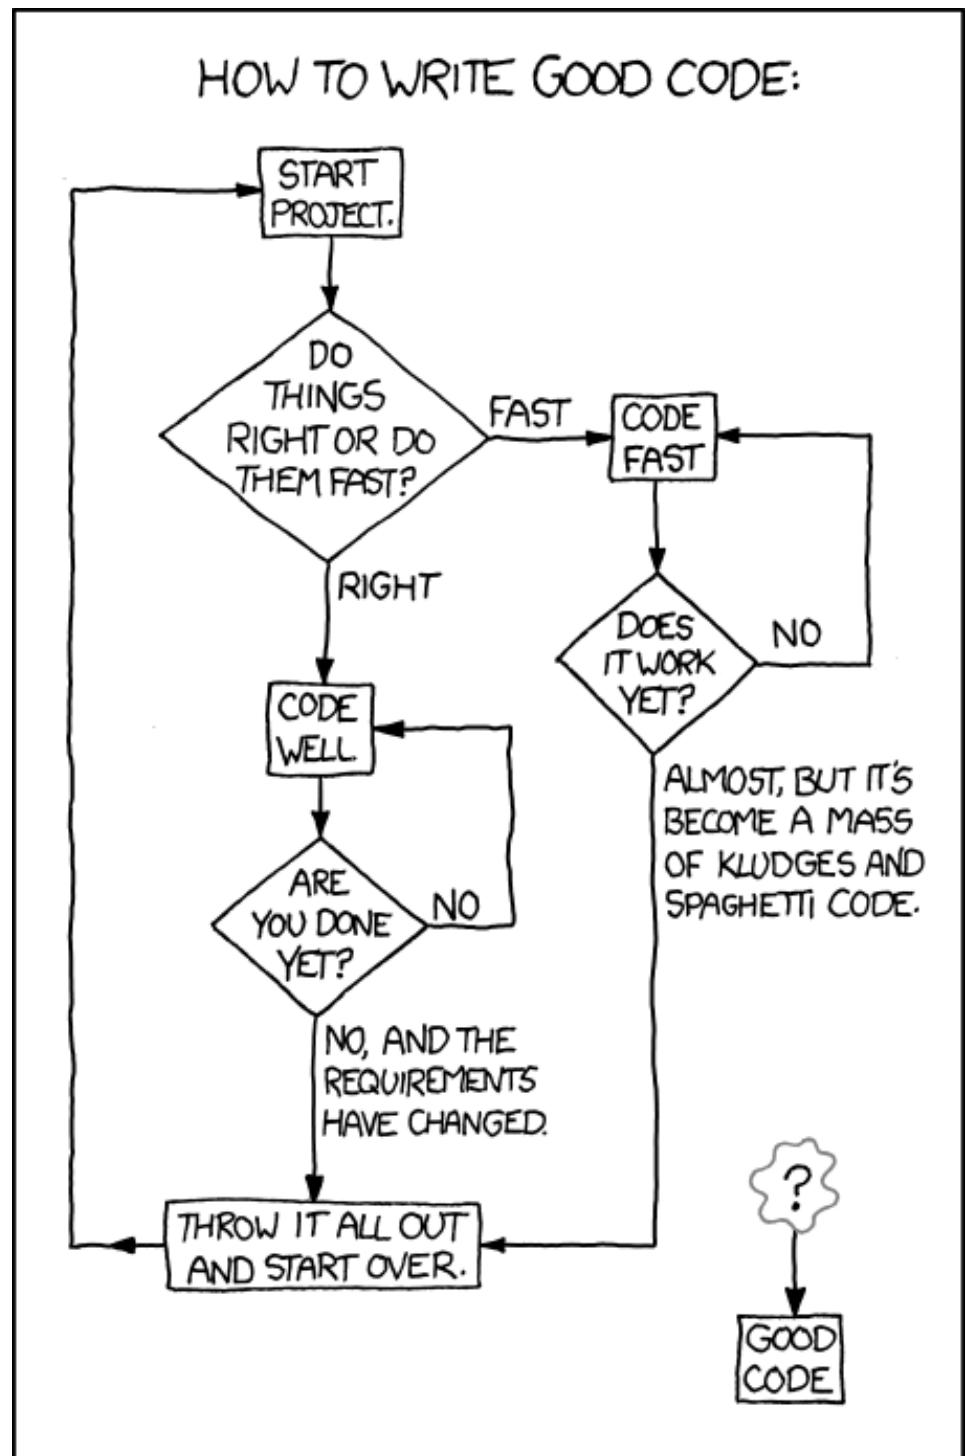 HOW TO WRITE GOOD CODE:
START
PROJECT.
DO
THINGS
RIGHT OR DO
THEM FAST?
FAST
CODE
FAST
RIGHT
DOES
IT WORK
YET?
NO
CODE
WELL.
ALMOST, BUT IT'S
BECOME A MASS
OF KLUDGES AND
SPAGHETTI CODE.
ARE
YOU DONE
YET?
NO
NO, AND THE
REQUIREMENTS
HAVE CHANGED.
THROW IT ALL OUT
AND START OVER.
?
GOOD
CODE